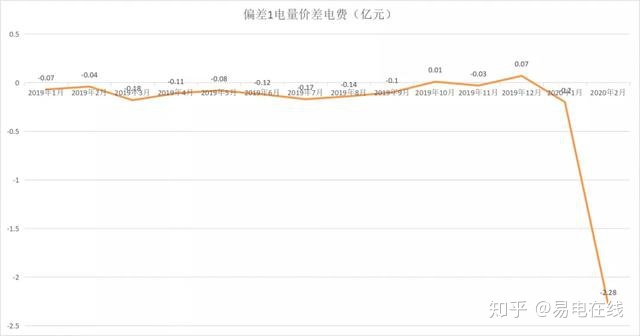 偏差1电量价差电费（亿元）
0.5
0
-0.5
-1
-1.5
-2
-2.5
-0.07
-0.04
-0.18
-0.11
-0.08
-0.12
-0.17
-0.14
-0.1
0.01
-0.03
0.07
-0.2
-2.28
2019年1月
2019年2月
2019年3月
2019年4月
2019年5月
2019年6月
2019年7月
2019年8月
2019年9月
2019年10月
2019年11月
2019年12月
2020年1月
2020年2月
知乎 @易电在线